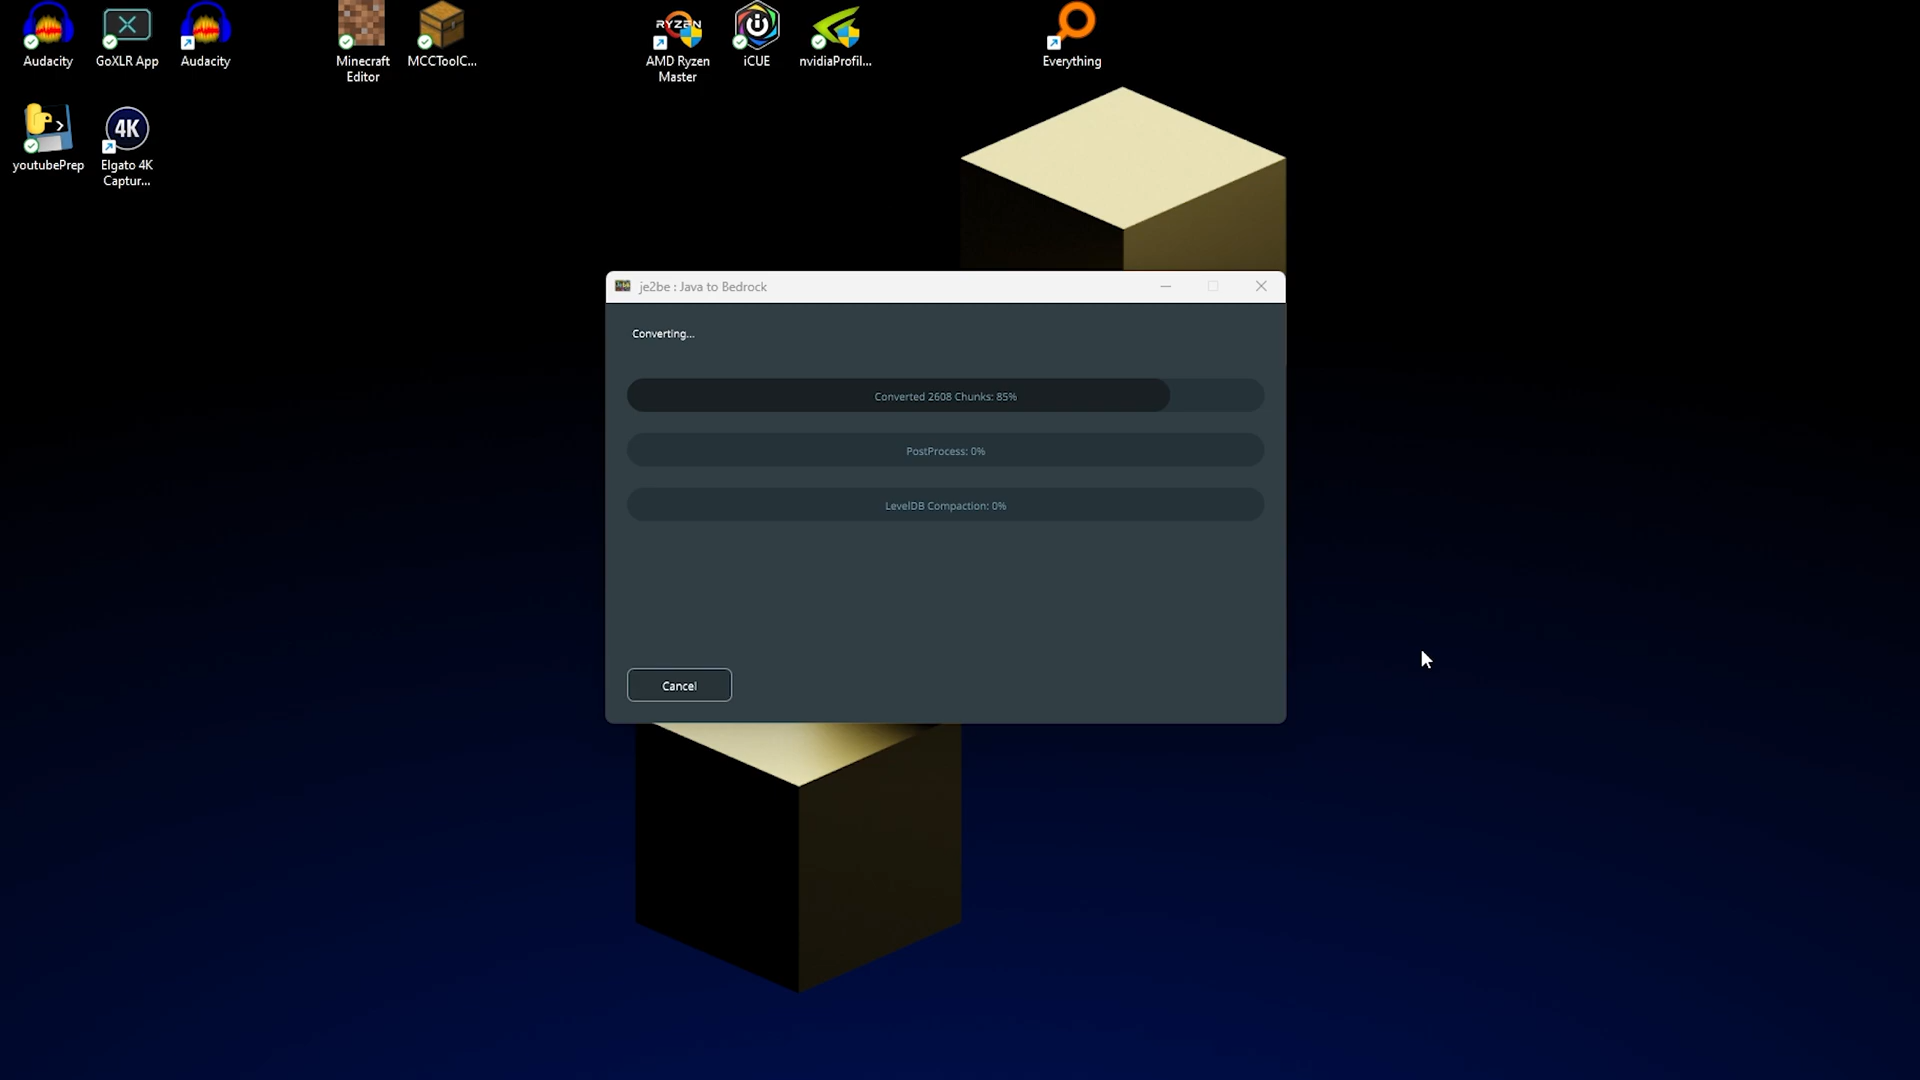 Audacity
GoXLR App
Audacity
Minecraft
Editor
MCCToolC...
RYZEN
AMD Ryzen
Master
iCUE
nvidiaProfil...
Everything
youtubePrep
4K
Elgato 4K
Captur...
je2be : Java to Bedrock
Converting...
Converted 2608 Chunks: 85%
PostProcess: 0%
LevelDB Compaction: 0%
Cancel